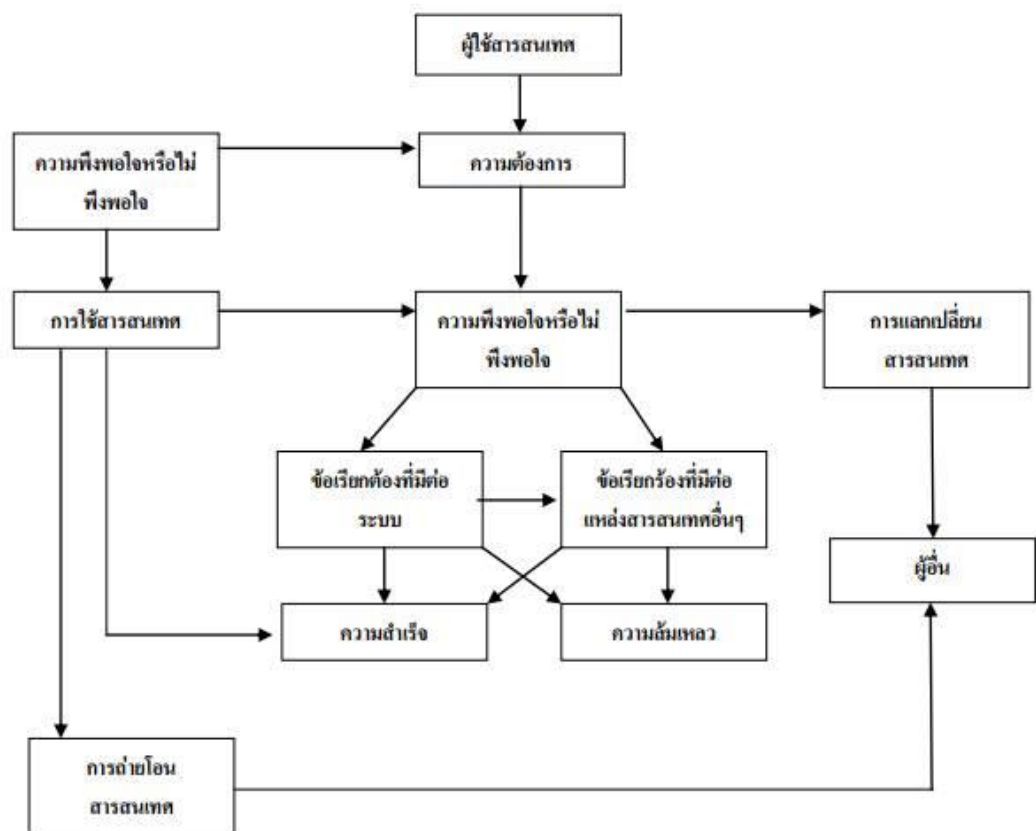 ผู้ใช้สารสนเทศ
ความพึงพอใจหรือไม่
พึงพอใจ
ความต้องการ
การใช้สารสนเทศ
ความพึงพอใจหรือไม่
พึงพอใจ
การแลกเปลี่ยน
สารสนเทศ
ข้อเรียกต้องที่มีต่อ
ระบบ
ข้อเรียกร้องที่มีต่อ
แหล่งสารสนเทศอื่นๆ
ผู้อื่น
ความสำเร็จ
ความล้มเหลว
การถ่ายโอน
สารสนเทศ